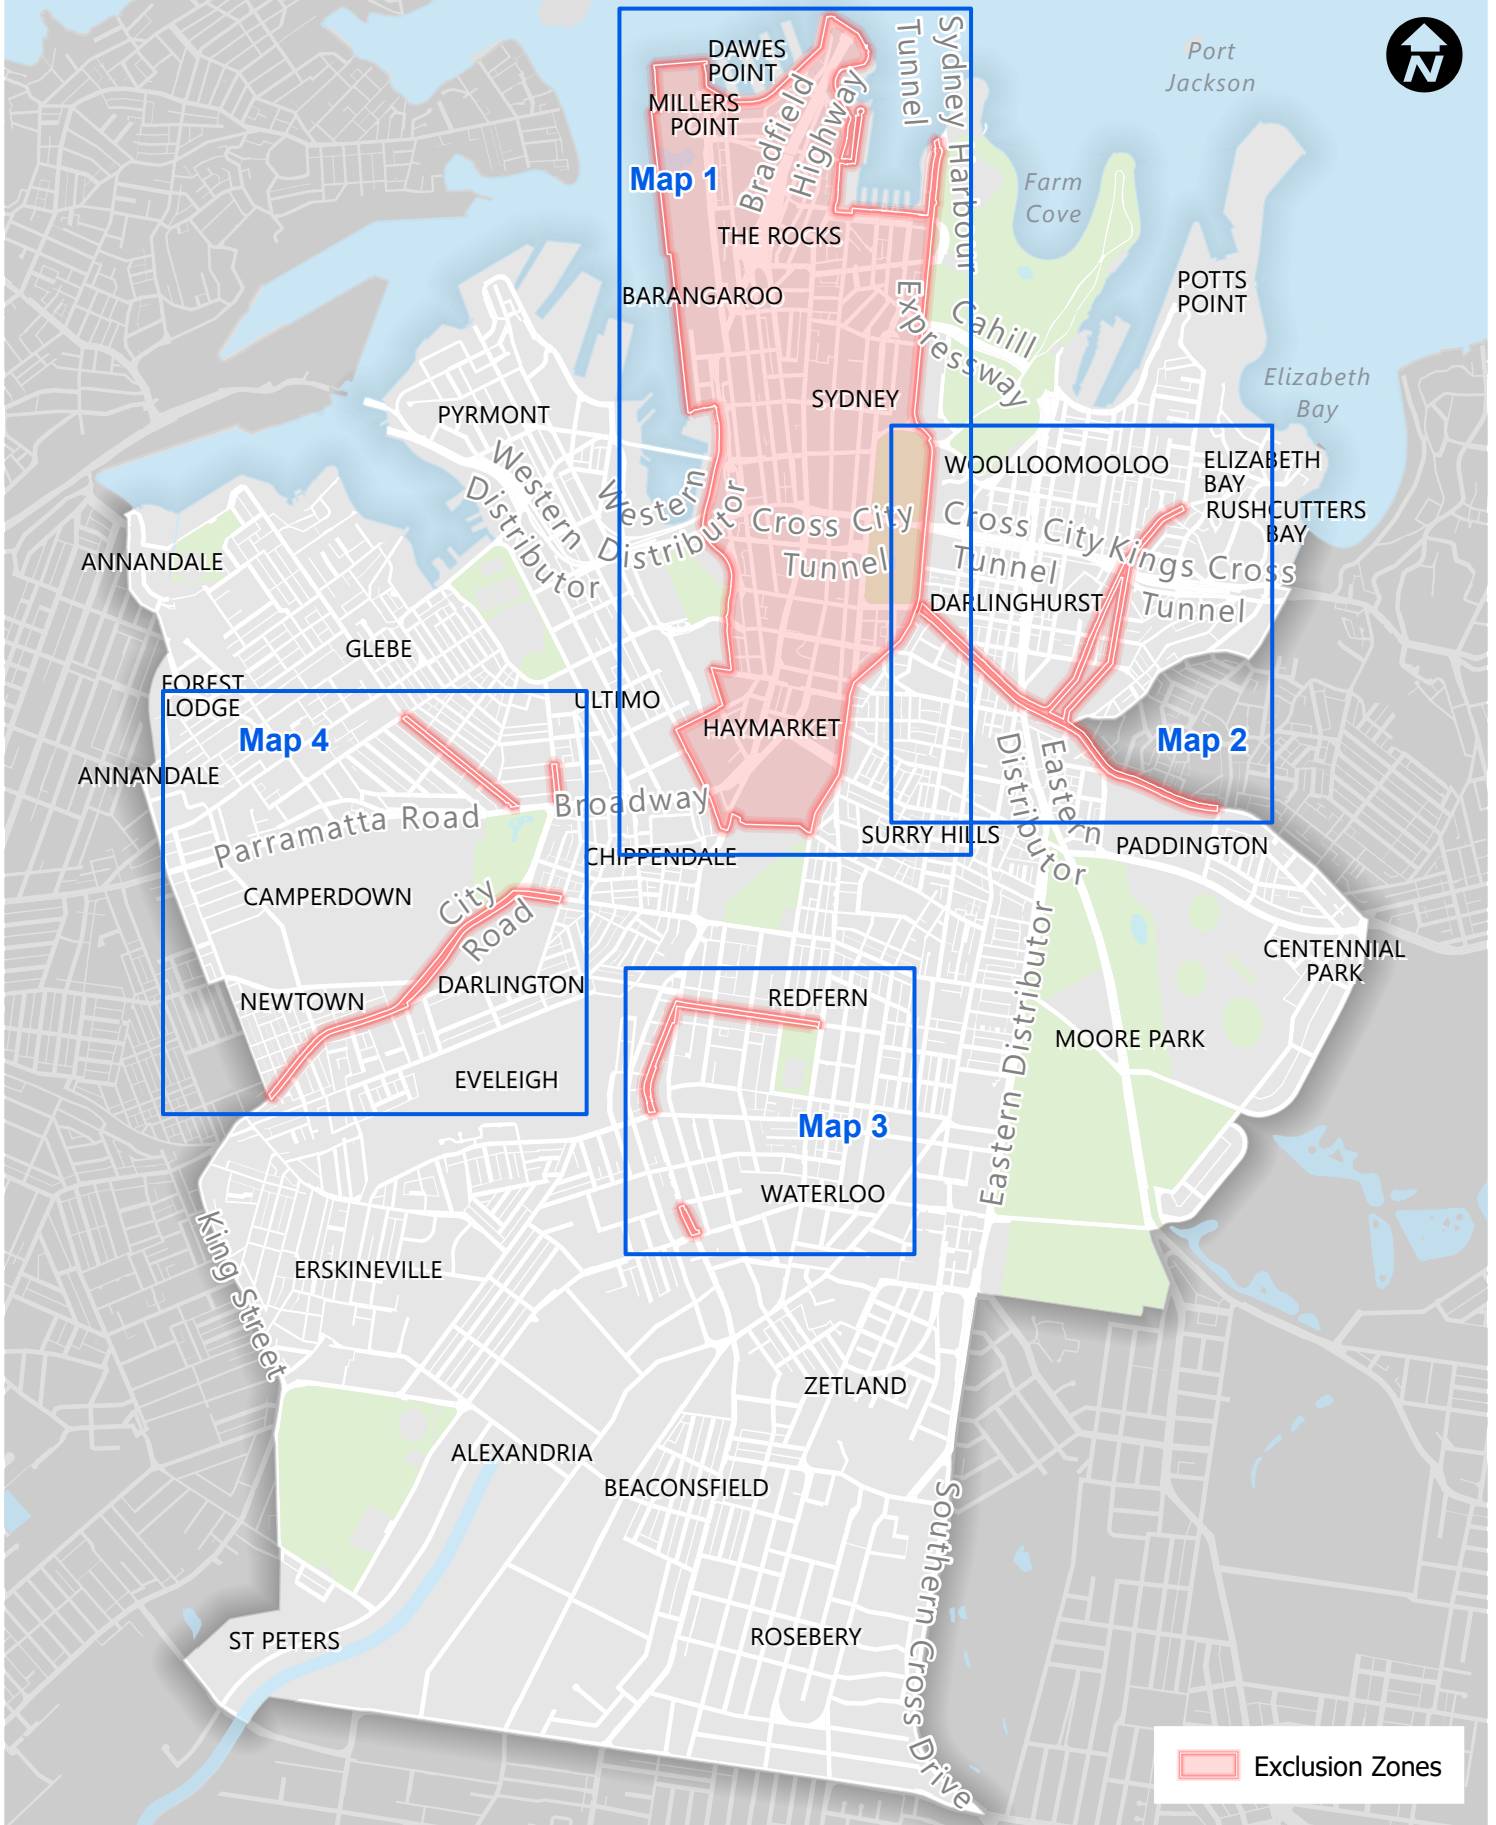 DAWES
POINT
Sydney Harbour
Tunnel
Port
Jackson
N
MILLERS
POINT
Bradfield
Highway
Map 1
Farm
Cove
THE ROCKS
BARANGAROO
POTTS
POINT
Cahill
Expressway
Elizabeth
Bay
SYDNEY
PYRMONT
Western
Distributor
Western
Distributor
WOOLLOOMOOLOO
ELIZABETH
BAY
RUSHCUTTERS
BAY
Cross City
Tunnel
Cross City
Tunnel
Kings Cross
Tunnel
ANNANDALE
DARLINGHURST
GLEBE
FOREST
LODGE
ULTIMO
HAYMARKET
Map 4
Map 2
ANNANDALE
Eastern
Distributor
Broadway
Parramatta Road
SURRY HILLS
PADDINGTON
CHIPPENDALE
CAMPERDOWN
City
Road
CENTENNIAL
PARK
DARLINGTON
NEWTOWN
REDFERN
Eastern Distributor
MOORE PARK
EVELEIGH
Map 3
WATERLOO
King Street
ERSKINEVILLE
ZETLAND
ALEXANDRIA
BEACONSFIELD
Southern Cross Drive
ST PETERS
ROSEBERY
Exclusion Zones